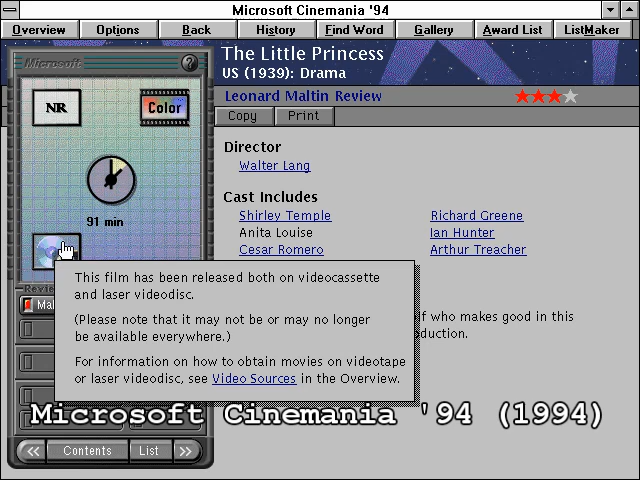 Microsoft Cinemania '94
Overview Options Back History Find Word Gallery Award List ListMaker
Microsoft ?
The Little Princess
US (1939): Drama
Leonard Maltin Review
Copy Print
NR Color
91 min
Director
Walter Lang
Cast Includes
Shirley Temple Richard Greene
Anita Louise Ian Hunter
Cesar Romero Arthur Treacher
This film has been released both on videocassette
and laser videodisc.
(Please note that it may not be or may no longer
be available everywhere.)
For information on how to obtain movies on videotape
or laser videodisc, see Video Sources in the Overview.
who makes good in this
Microsoft Cinemania '94 (1994)
<< Contents List >>